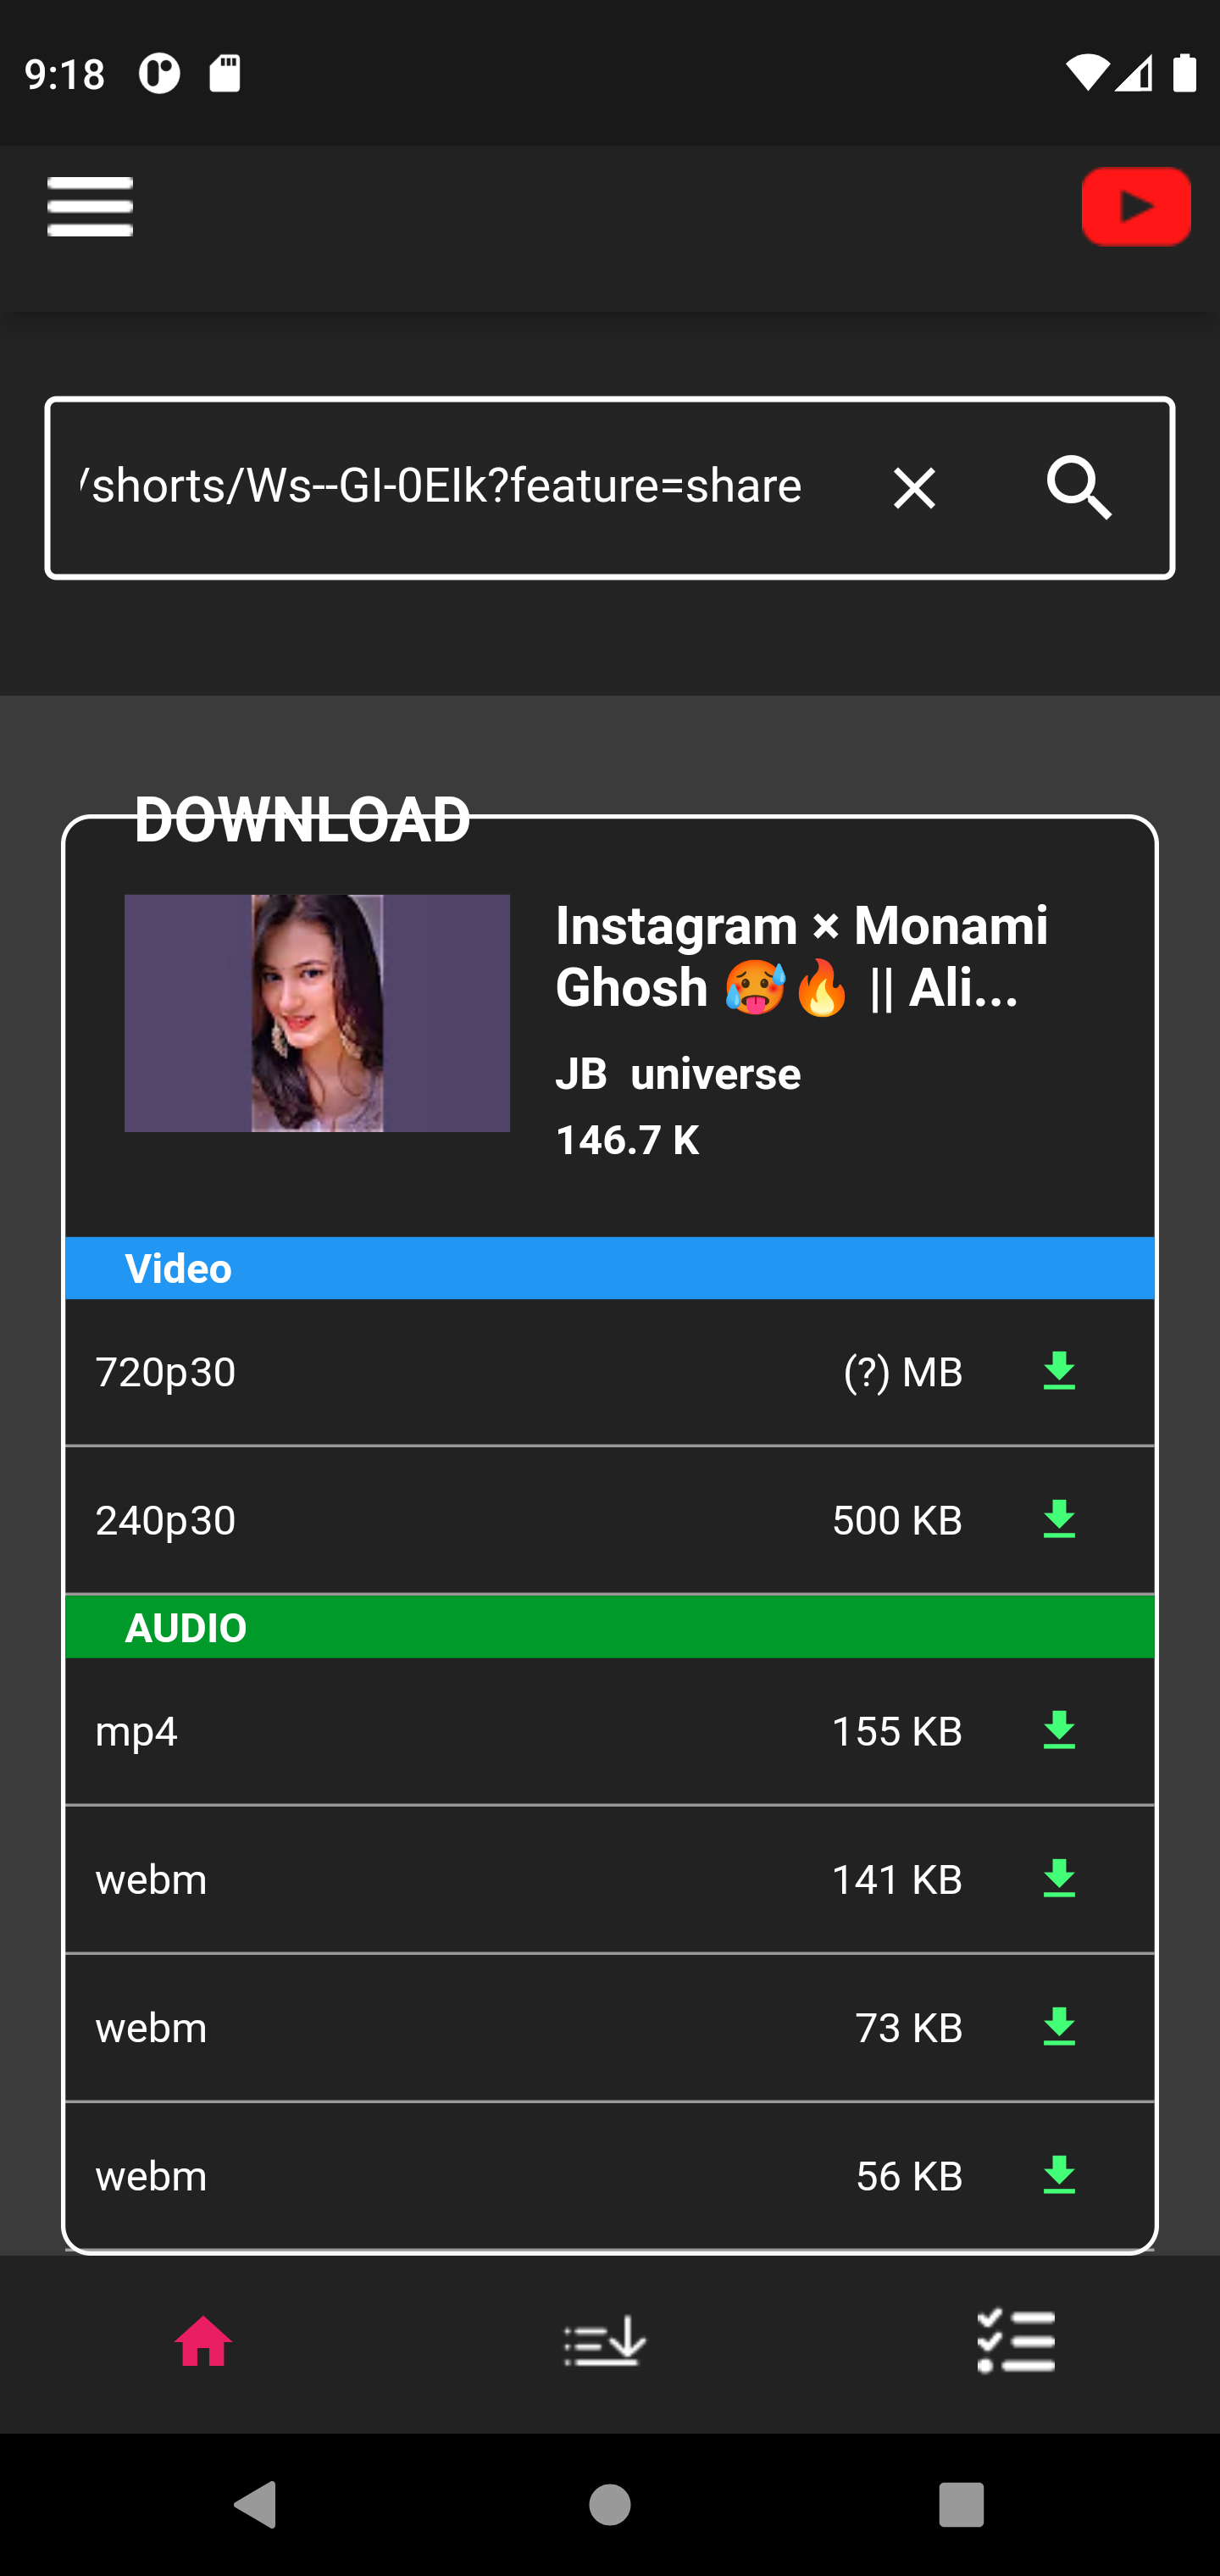 9:18
/shorts/Ws--GI-0EIk?feature=share
DOWNLOAD
Instagram × Monami
Ghosh 🥵🔥 || Ali...
JB universe
146.7 K
Video
720p30 (?) MB
240p30 500 KB
AUDIO
mp4 155 KB
webm 141 KB
webm 73 KB
webm 56 KB